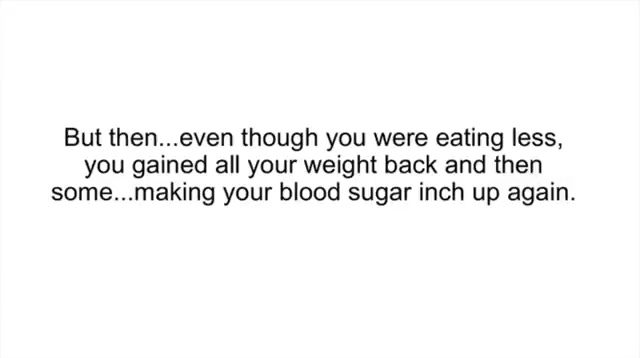 But then...even though you were eating less,
you gained all your weight back and then
some...making your blood sugar inch up again.